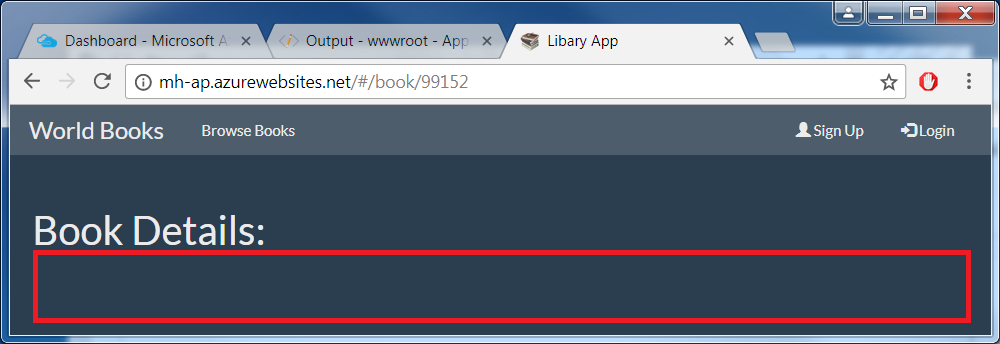 Dashboard - Microsoft A
Output - wwwroot - App
Libary App
mh-ap.azurewebsites.net/#/book/99152
World Books
Browse Books
Sign Up
Login
Book Details: